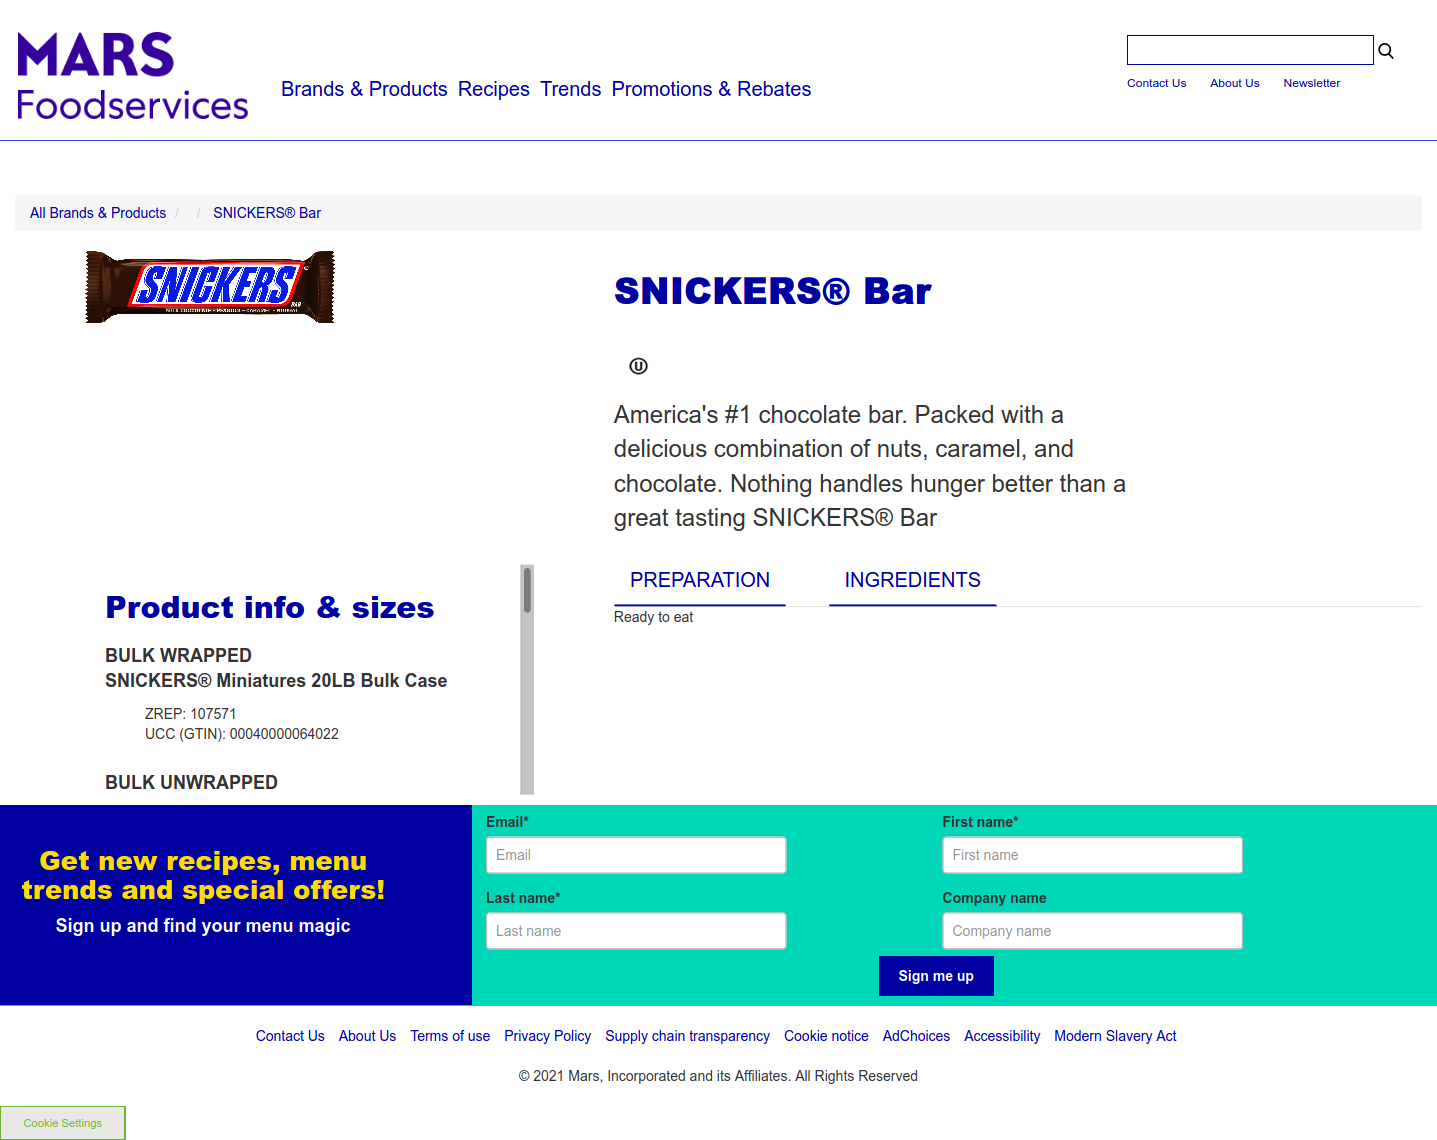 MARS
Foodservices
Brands & Products Recipes Trends Promotions & Rebates
Contact Us About Us Newsletter
All Brands & Products / / SNICKERS® Bar
SNICKERS
BAR
MILK CHOCOLATE • PEANUTS • CARAMEL • NOUGAT
SNICKERS® Bar
U
America's #1 chocolate bar. Packed with a
delicious combination of nuts, caramel, and
chocolate. Nothing handles hunger better than a
great tasting SNICKERS® Bar
PREPARATION INGREDIENTS
Ready to eat
Product info & sizes
BULK WRAPPED
SNICKERS® Miniatures 20LB Bulk Case
ZREP: 107571
UCC (GTIN): 00040000064022
BULK UNWRAPPED
Get new recipes, menu
trends and special offers!
Sign up and find your menu magic
Email* First name*
Email First name
Last name* Company name
Last name Company name
Sign me up
Contact Us About Us Terms of use Privacy Policy Supply chain transparency Cookie notice AdChoices Accessibility Modern Slavery Act
© 2021 Mars, Incorporated and its Affiliates. All Rights Reserved
Cookie Settings